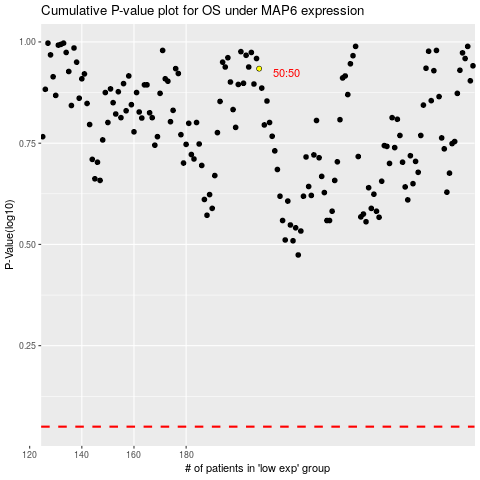 Cumulative P-value plot for OS under MAP6 expression
1.00
50:50
0.75
0.50
0.25
P-Value(log10)
120 140 160 180
# of patients in 'low exp' group